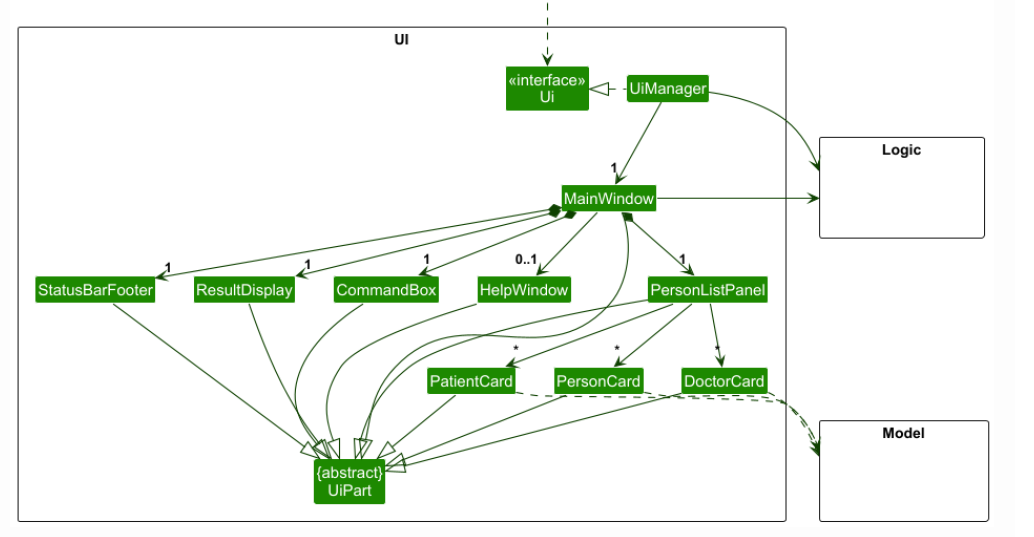 UI
«interface»
Ui
UiManager
Logic
1
MainWindow
1
1
1
0..1
1
StatusBarFooter
ResultDisplay
CommandBox
HelpWindow
PersonListPanel
*
*
*
PatientCard
PersonCard
DoctorCard
Model
{abstract}
UiPart